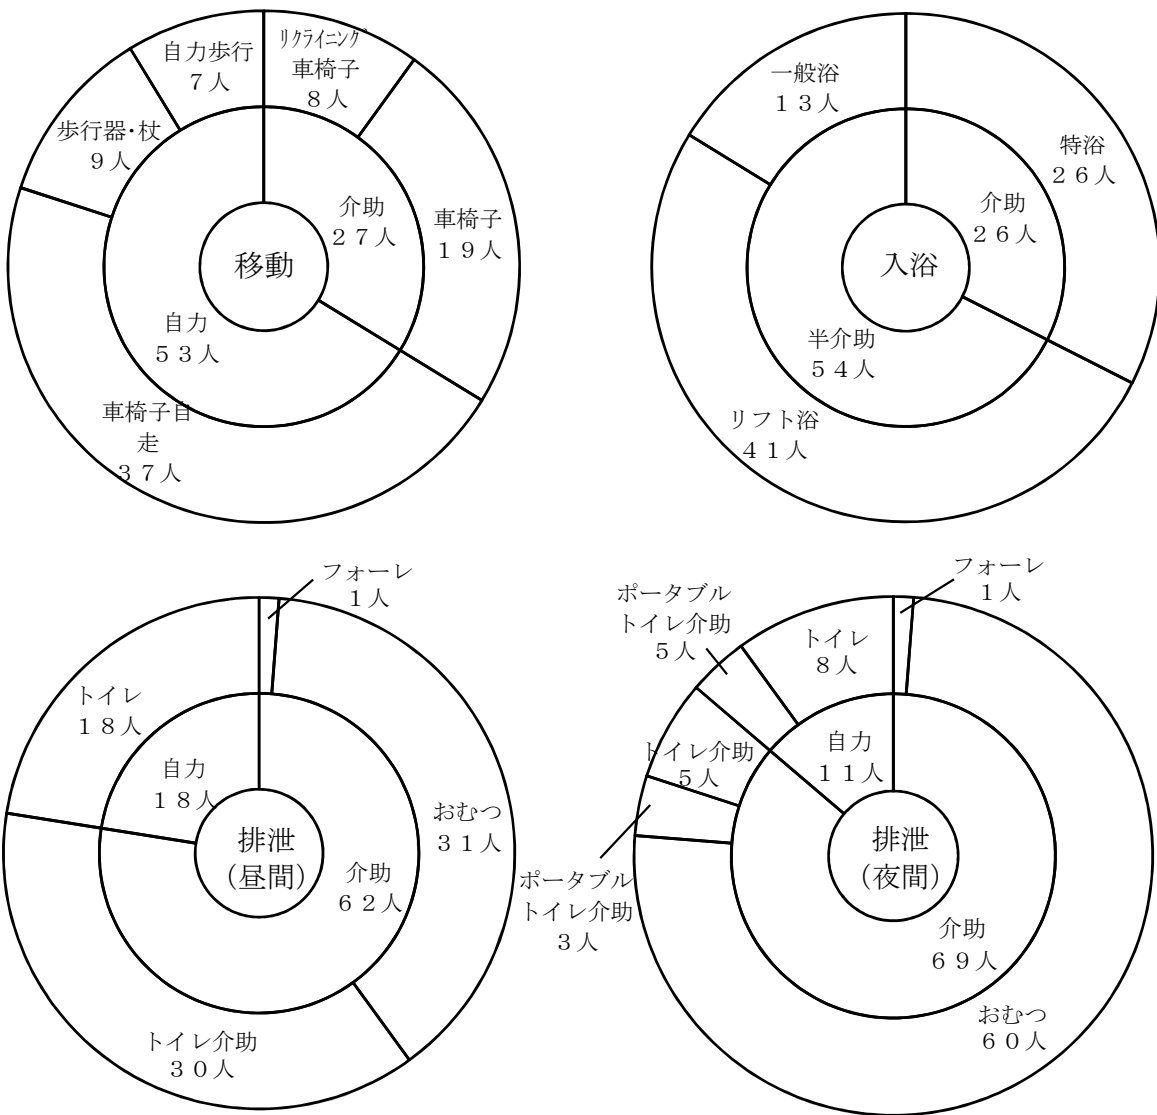 リクライニング
車椅子
８人
自力歩行
７人
歩行器・杖
９人
介助
２７人
車椅子
１９人
移動
自力
５３人
車椅子自
走
３７人
一般浴
１３人
特浴
２６人
介助
２６人
入浴
半介助
５４人
リフト浴
４１人
フォーレ
１人
トイレ
１８人
自力
１８人
おむつ
３１人
排泄
（昼間）
介助
６２人
トイレ介助
３０人
フォーレ
１人
ポータブル
トイレ介助
５人
トイレ
８人
トイレ介助
５人
自力
１１人
排泄
（夜間）
ポータブル
トイレ介助
３人
介助
６９人
おむつ
６０人